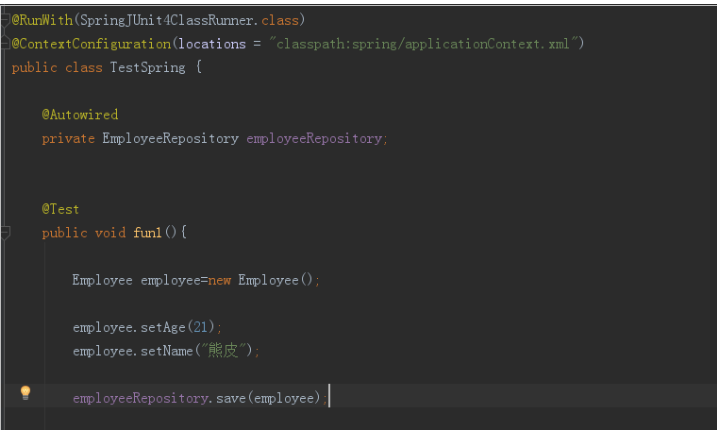 @RunWith(SpringJUnit4ClassRunner.class)
@ContextConfiguration(locations = "classpath:spring/applicationContext.xml")
public class TestSpring {
@Autowired
private EmployeeRepository employeeRepository;
@Test
public void fun1(){
Employee employee=new Employee();
employee.setAge(21);
employee.setName("熊皮");
employeeRepository.save(employee);